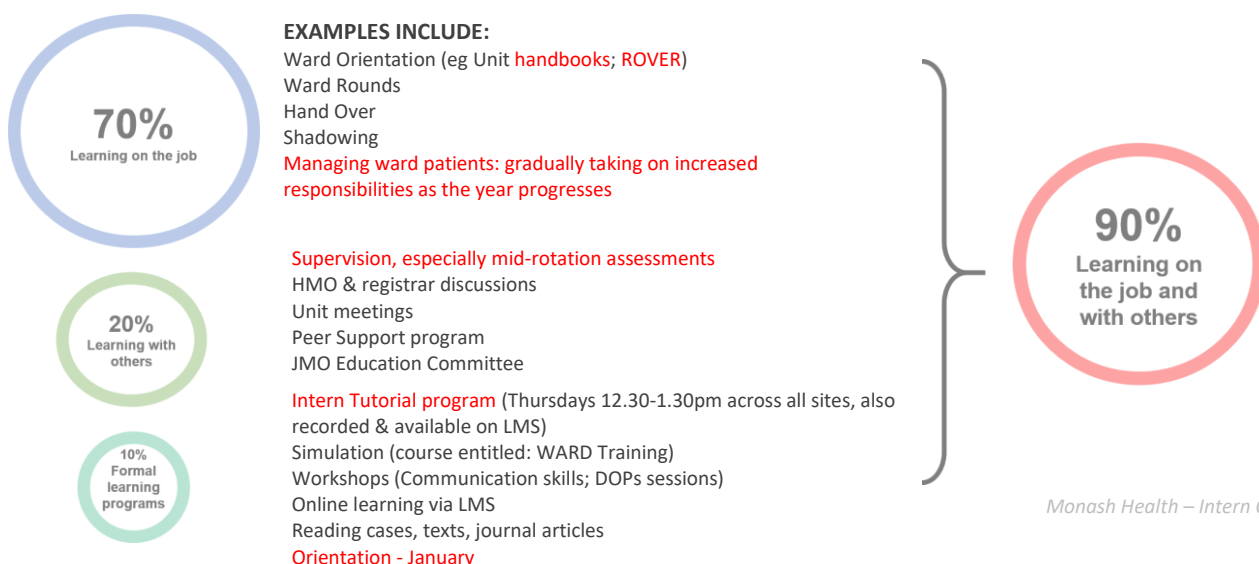 70%
Learning on the job
EXAMPLES INCLUDE:
Ward Orientation (eg Unit handbooks; ROVER)
Ward Rounds
Hand Over
Shadowing
Managing ward patients: gradually taking on increased
responsibilities as the year progresses
20%
Learning with
others
Supervision, especially mid-rotation assessments
HMO & registrar discussions
Unit meetings
Peer Support program
JMO Education Committee
10%
Formal
learning
programs
Intern Tutorial program (Thursdays 12.30-1.30pm across all sites, also
recorded & available on LMS)
Simulation (course entitled: WARD Training)
Workshops (Communication skills; DOPs sessions)
Online learning via LMS
Reading cases, texts, journal articles
Orientation - January
90%
Learning on
the job and
with others
Monash Health – Intern